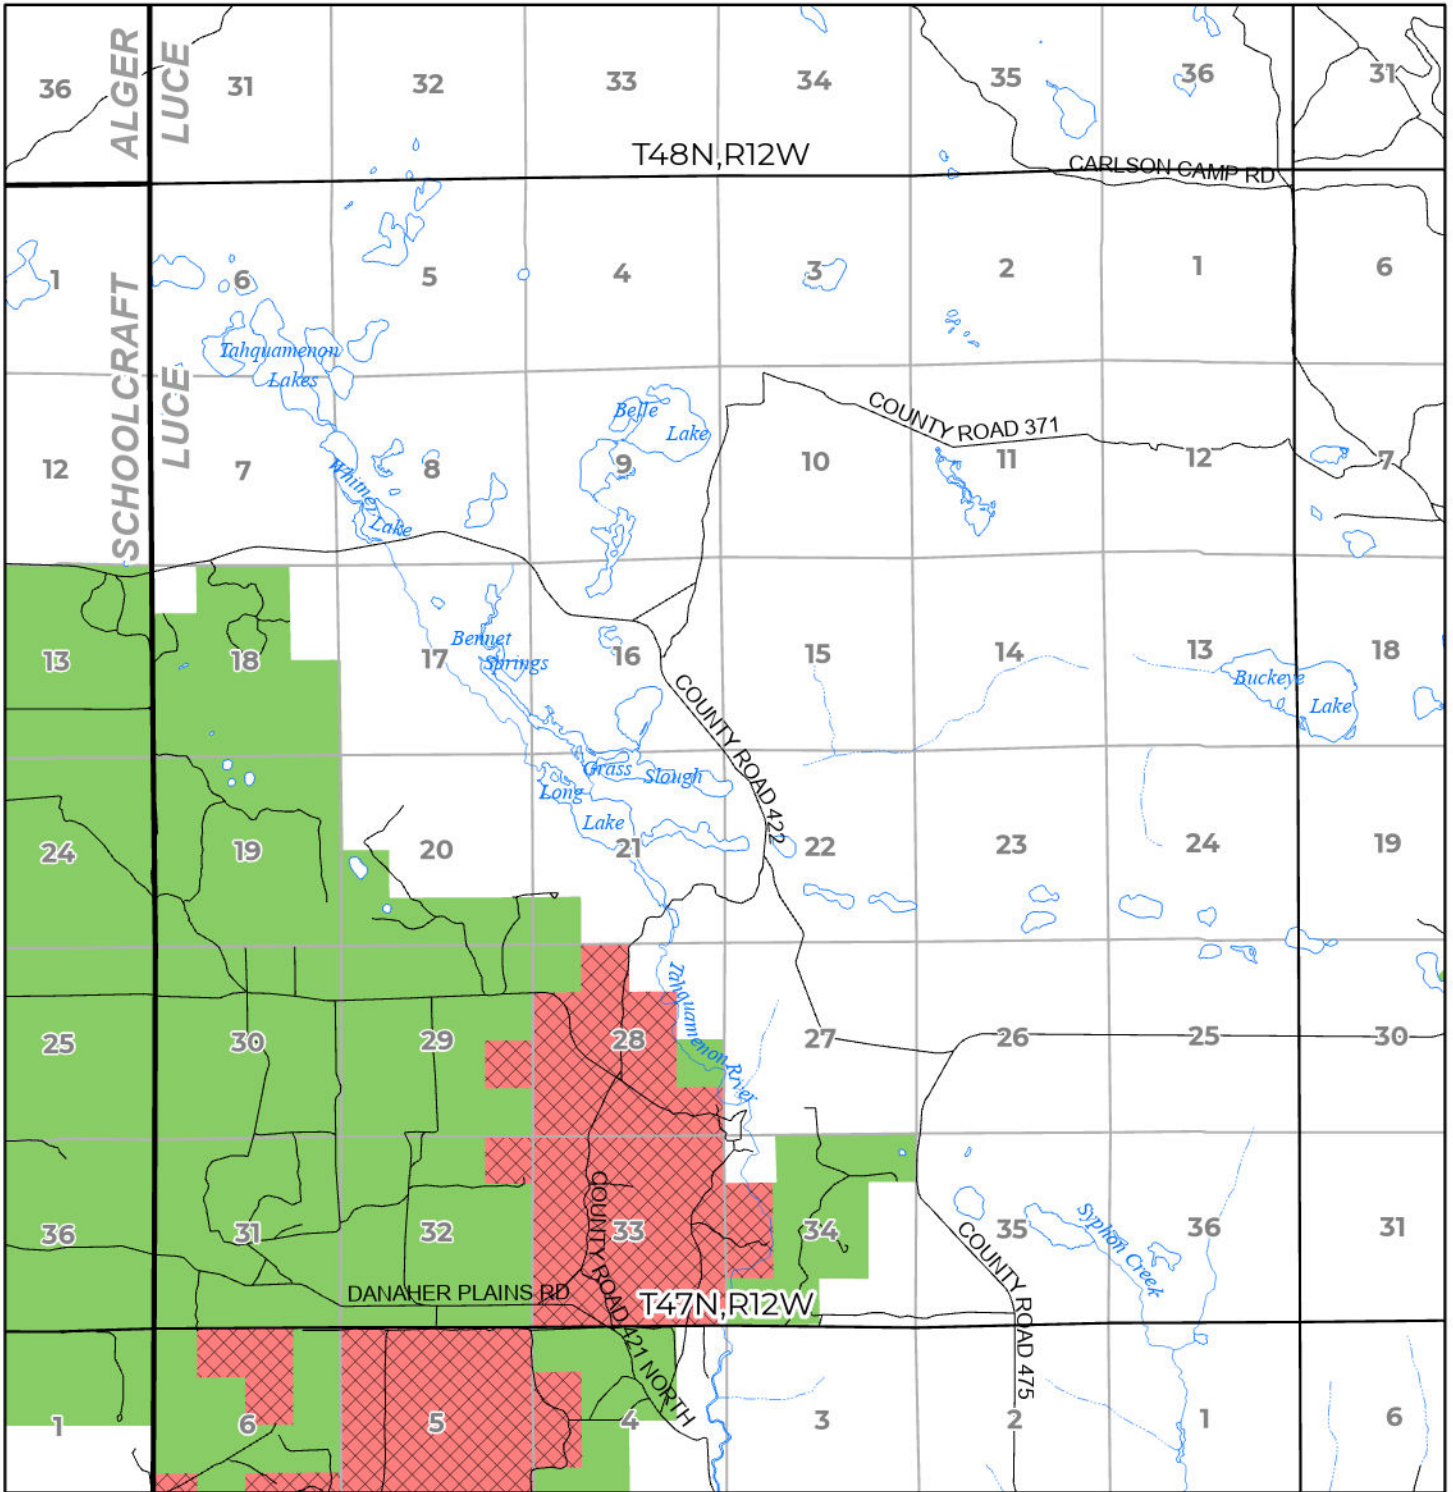 ALGER
LUCE
36
31
32
33
34
35
36
31
T48N,R12W
CARLSON CAMP RD
SCHOOLCRAFT
LUCE
1
6
5
4
3
2
1
6
Tahquamenon
Lakes
Belle
Lake
COUNTY ROAD 371
12
7
8
9
10
11
12
7
Whitney
Lake
Bennet
Springs
13
18
17
16
15
14
13
18
Buckeye
Lake
COUNTY ROAD 422
Grass Slough
Long
Lake
24
19
20
21
22
23
24
19
Tahquamenon River
25
30
29
28
27
26
25
30
36
31
32
33
34
35
36
31
COUNTY ROAD 421 NORTH
Syphon Creek
COUNTY ROAD 475
DANAHER PLAINS RD
T47N,R12W
1
6
5
4
3
2
1
6